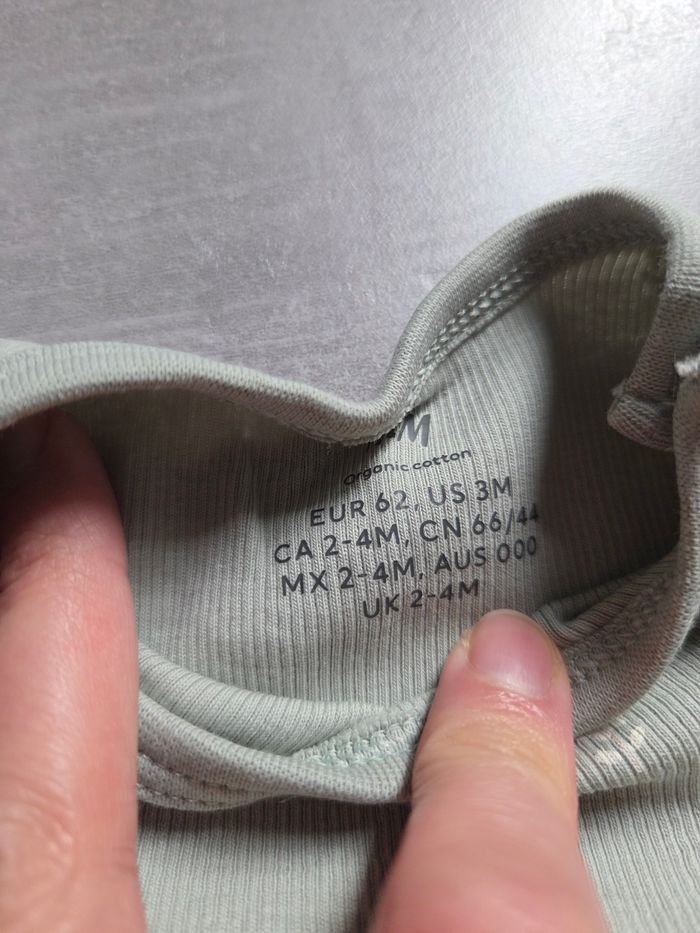 M
Organic cotton
EUR 62, US 3M
CA 2-4M, CN 66/44
MX 2-4M, AUS 000
UK 2-4M